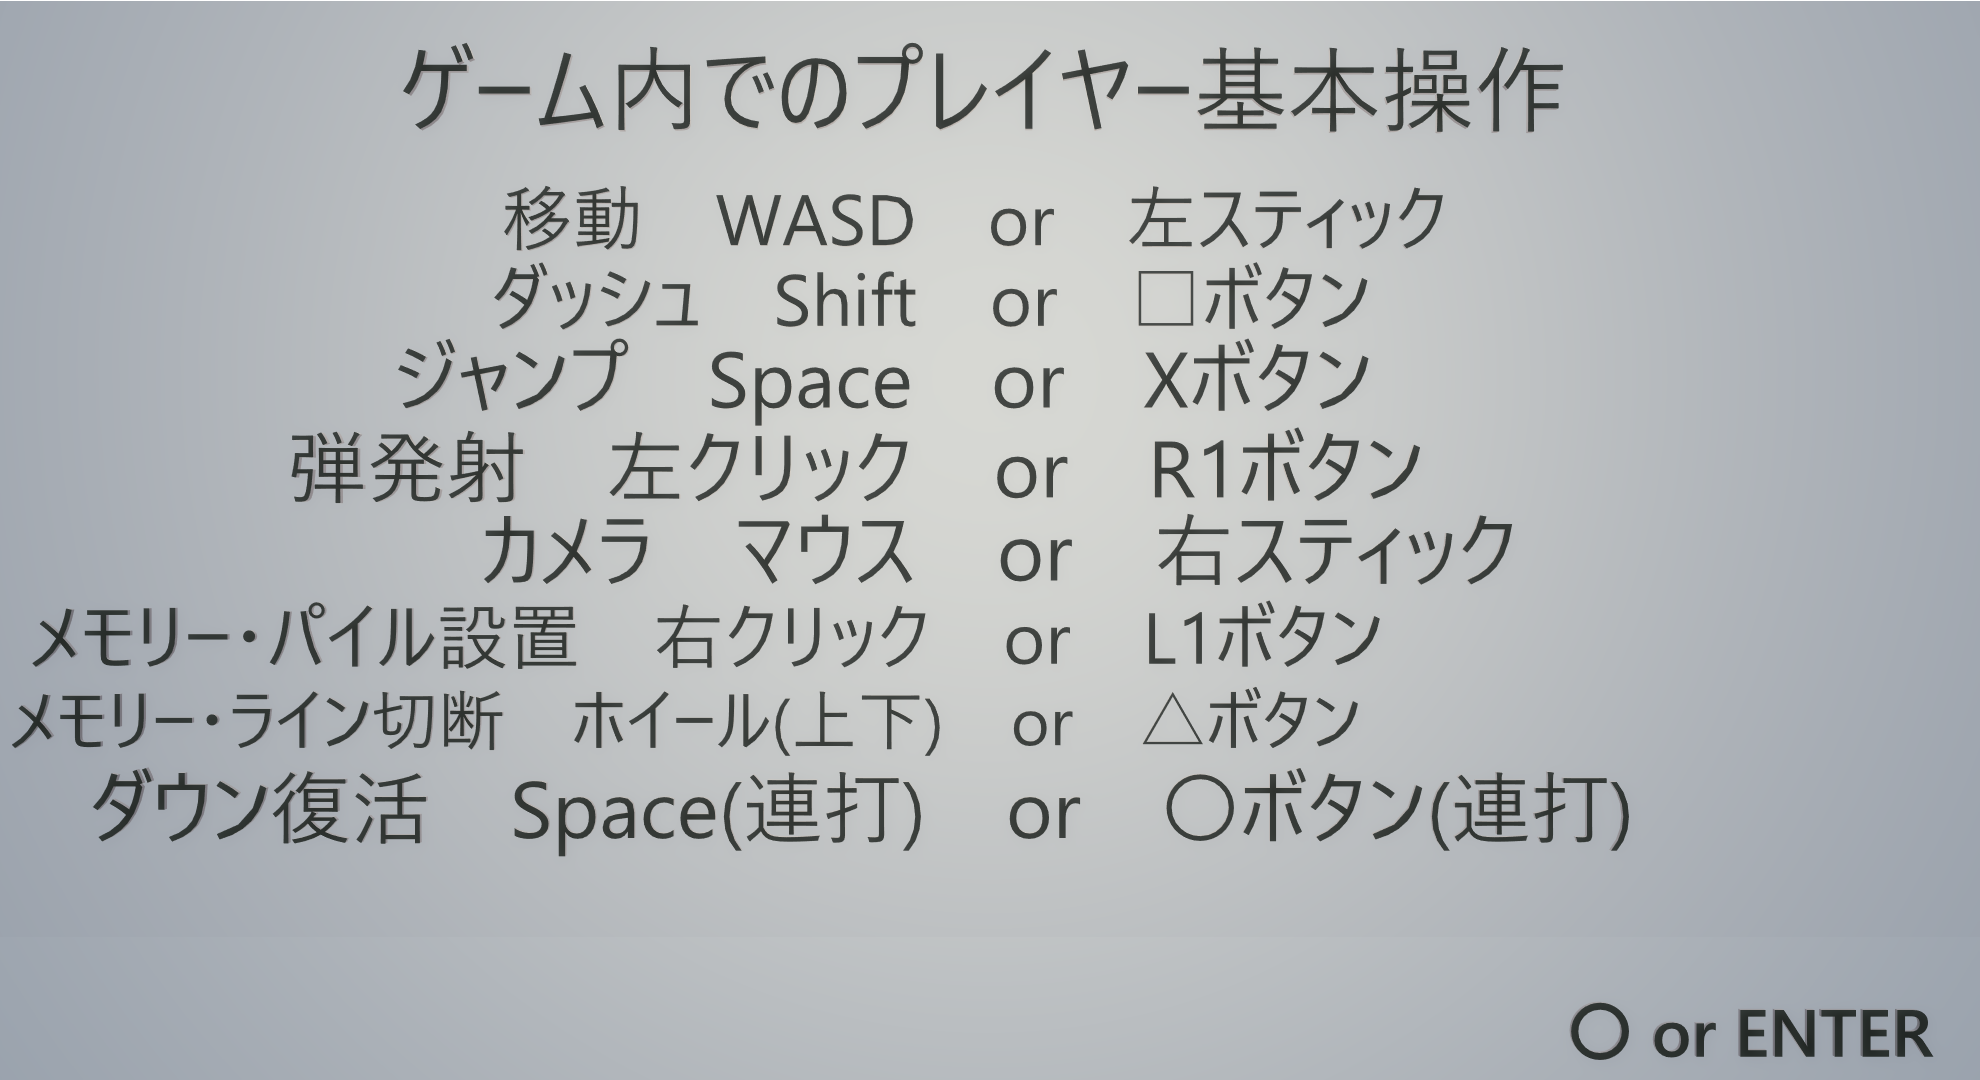 ゲーム内でのプレイヤー基本操作
移動　WASD　or　左スティック
ダッシュ　Shift　or　□ボタン
ジャンプ　Space　or　Xボタン
弾発射　左クリック　or　R1ボタン
カメラ　マウス　or　右スティック
メモリー・パイル設置　右クリック　or　L1ボタン
メモリー・ライン切断　ホイール(上下)　or　△ボタン
ダウン復活　Space(連打)　or　〇ボタン(連打)
〇 or ENTER